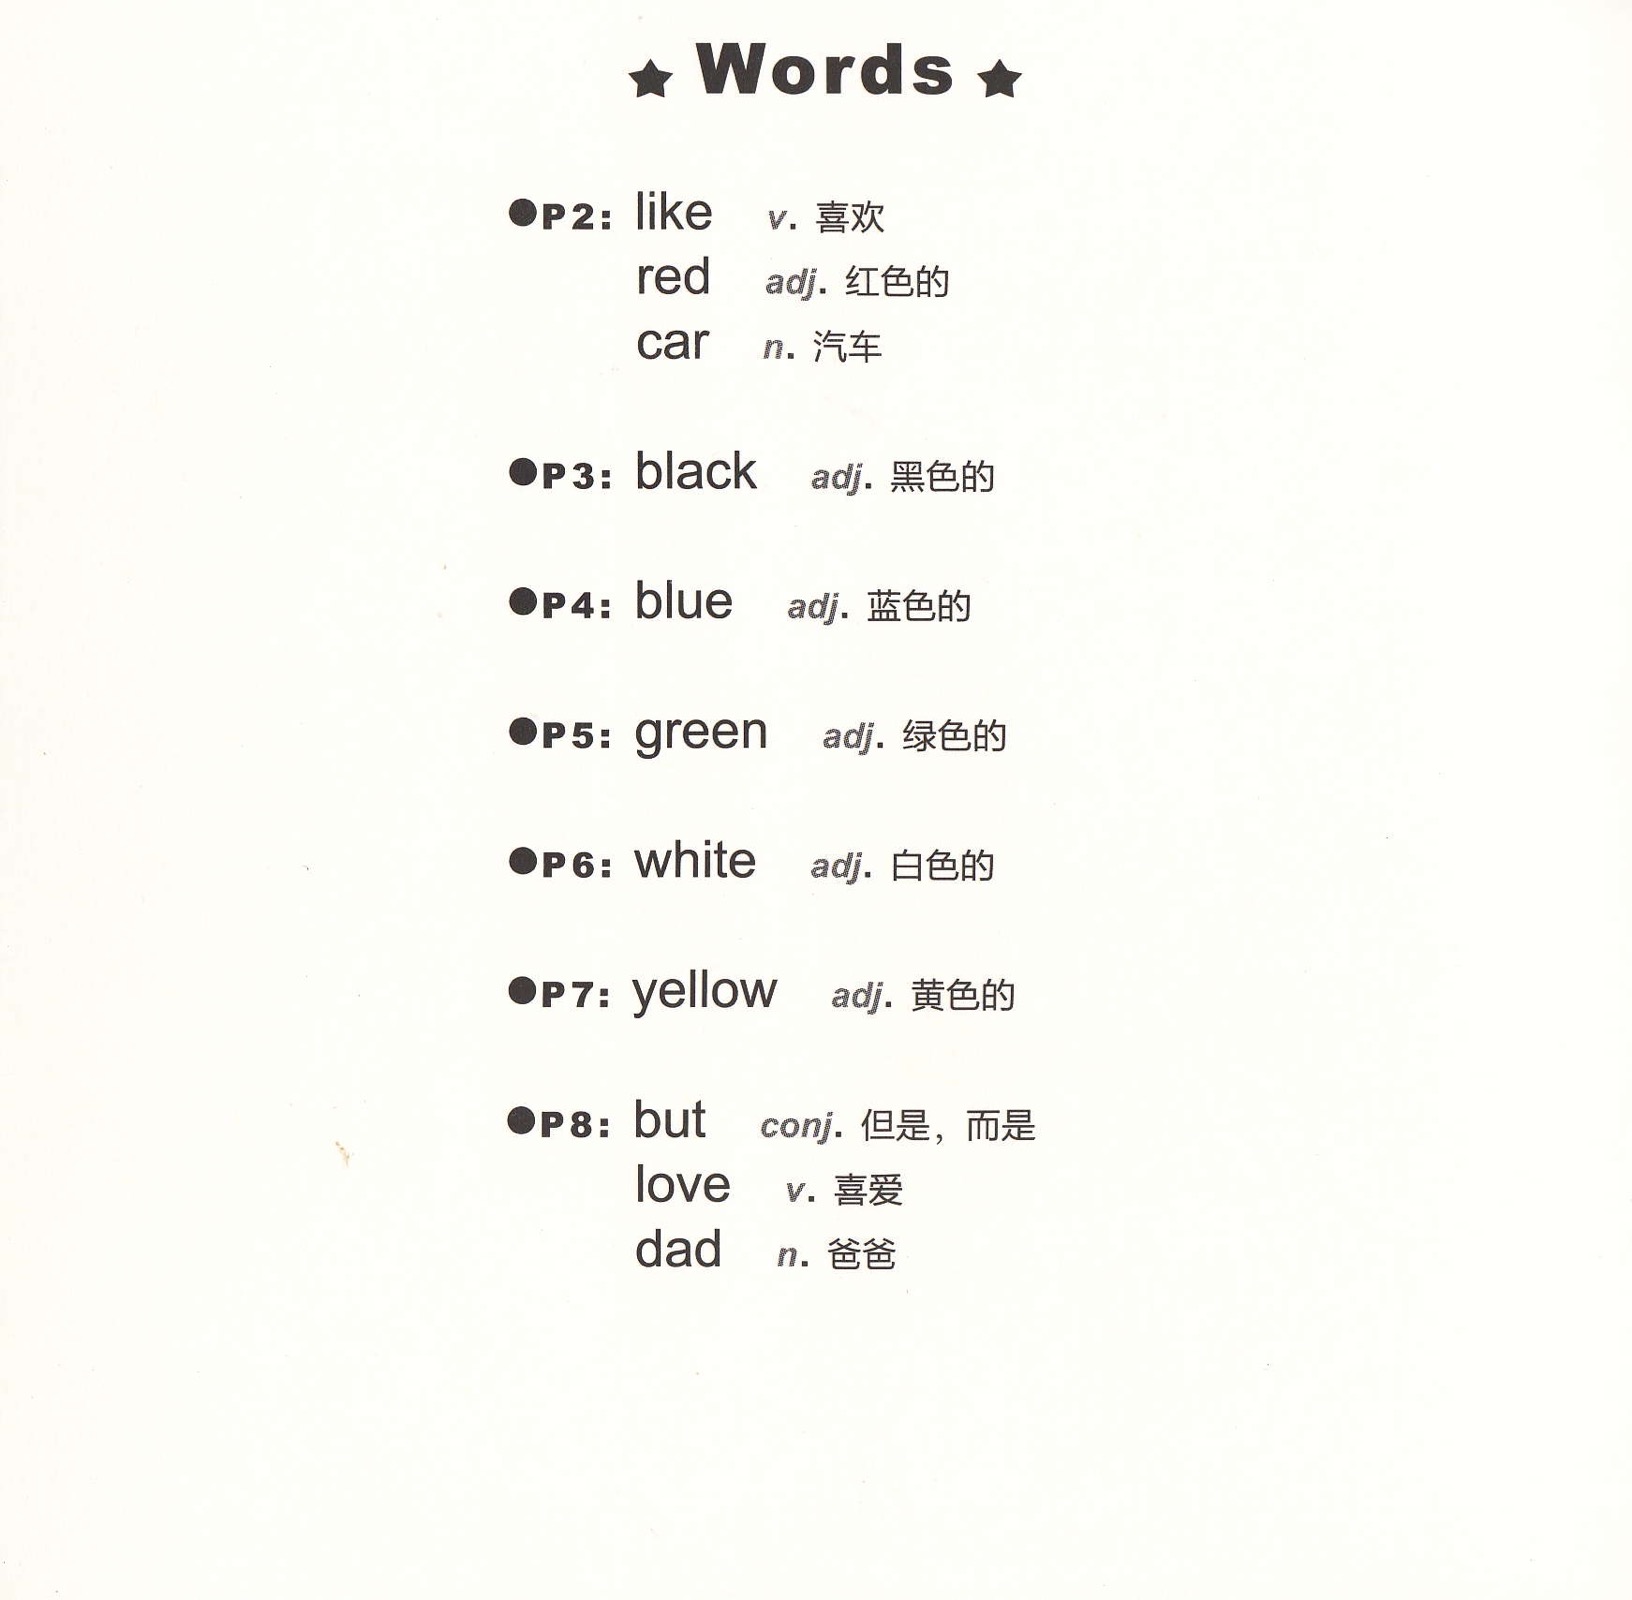 ★ Words ★
●P2: like v. 喜欢
red adj. 红色的
car n. 汽车
●P3: black adj. 黑色的
●P4: blue adj. 蓝色的
●P5: green adj. 绿色的
●P6: white adj. 白色的
●P7: yellow adj. 黄色的
●P8: but conj. 但是，而是
love v. 喜爱
dad n. 爸爸